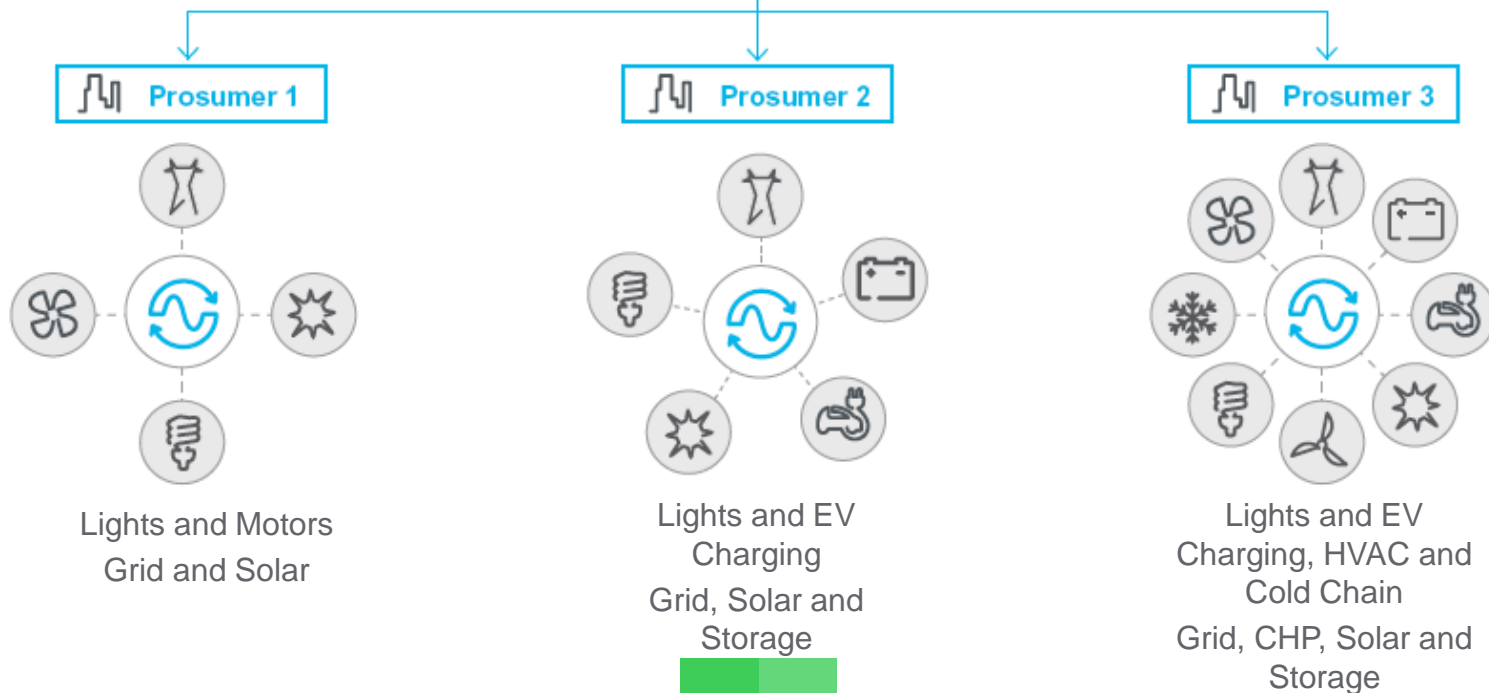 Prosumer 1
Prosumer 2
Prosumer 3
Lights and Motors
Grid and Solar
Lights and EV
Charging
Grid, Solar and
Storage
Lights and EV
Charging, HVAC and
Cold Chain
Grid, CHP, Solar and
Storage